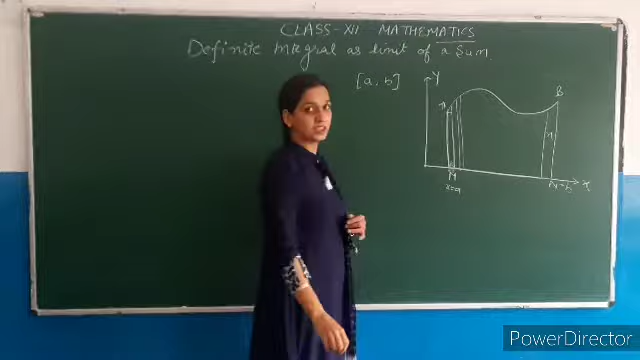 CLASS-XII MATHEMATICS
Definite Integral as limit of a Sum
[a, b]
Y
B
M
x=a
x=b
X
PowerDirector